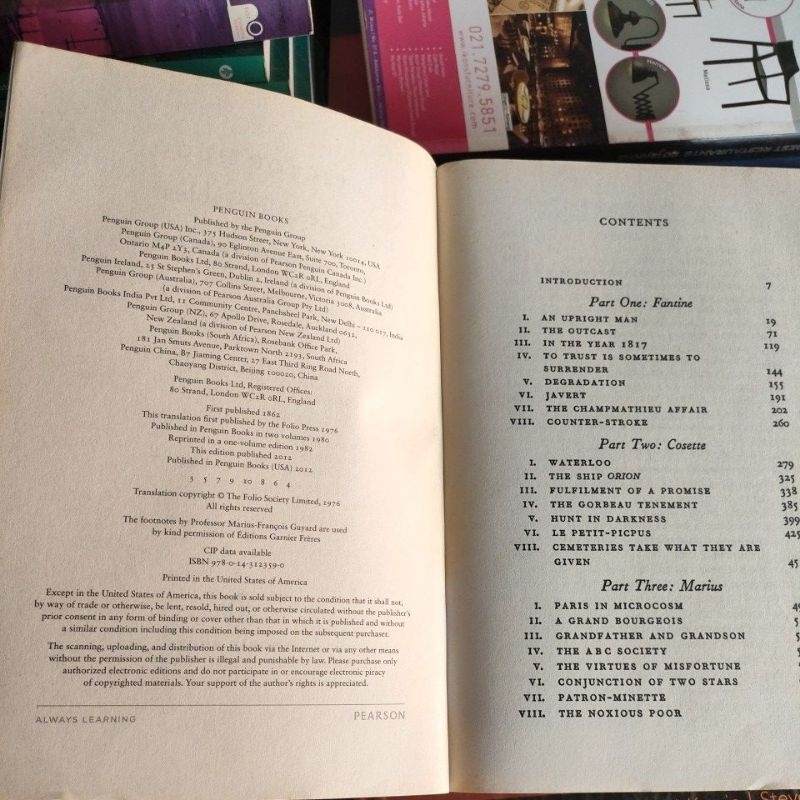 021.7279.5851
www.ikonsfurniture.com
Harlow
Melissa
PENGUIN BOOKS
Published by the Penguin Group
Penguin Group (USA) Inc., 375 Hudson Street, New York, New York 10014, USA
Penguin Group (Canada), 90 Eglinton Avenue East, Suite 700, Toronto,
Ontario M4P 2Y3, Canada (a division of Pearson Penguin Canada Inc.)
Penguin Books Ltd, 80 Strand, London WC2R 0RL, England
Penguin Ireland, 25 St Stephen's Green, Dublin 2, Ireland (a division of Penguin Books Ltd)
Penguin Group (Australia), 707 Collins Street, Melbourne, Victoria 3008, Australia
(a division of Pearson Australia Group Pty Ltd)
Penguin Books India Pvt Ltd, 11 Community Centre, Panchsheel Park, New Delhi – 110 017, India
Penguin Group (NZ), 67 Apollo Drive, Rosedale, Auckland 0632,
New Zealand (a division of Pearson New Zealand Ltd)
Penguin Books (South Africa), Rosebank Office Park,
181 Jan Smuts Avenue, Parktown North 2193, South Africa
Penguin China, B7 Jiaming Center, 27 East Third Ring Road North,
Chaoyang District, Beijing 100020, China
Penguin Books Ltd, Registered Offices:
80 Strand, London WC2R 0RL, England
First published 1862
This translation first published by the Folio Press 1976
Published in Penguin Books in two volumes 1980
Reprinted in a one-volume edition 1982
This edition published 2012
Published in Penguin Books (USA) 2012
3 5 7 9 10 8 6 4
Translation copyright © The Folio Society Limited, 1976
All rights reserved
The footnotes by Professor Marius-François Guyard are used
by kind permission of Éditions Garnier Frères
CIP data available
ISBN 978-0-14-312359-0
Printed in the United States of America
Except in the United States of America, this book is sold subject to the condition that it shall not,
by way of trade or otherwise, be lent, resold, hired out, or otherwise circulated without the publisher's
prior consent in any form of binding or cover other than that in which it is published and without
a similar condition including this condition being imposed on the subsequent purchaser.
The scanning, uploading, and distribution of this book via the Internet or via any other means
without the permission of the publisher is illegal and punishable by law. Please purchase only
authorized electronic editions and do not participate in or encourage electronic piracy
of copyrighted materials. Your support of the author's rights is appreciated.
ALWAYS LEARNING PEARSON
CONTENTS
INTRODUCTION 7
Part One: Fantine
I. AN UPRIGHT MAN 19
II. THE OUTCAST 71
III. IN THE YEAR 1817 119
IV. TO TRUST IS SOMETIMES TO
SURRENDER 144
V. DEGRADATION 155
VI. JAVERT 191
VII. THE CHAMPMATHIEU AFFAIR 202
VIII. COUNTER-STROKE 260
Part Two: Cosette
I. WATERLOO 279
II. THE SHIP ORION 325
III. FULFILMENT OF A PROMISE 338
IV. THE GORBEAU TENEMENT 385
V. HUNT IN DARKNESS 399
VI. LE PETIT-PICPUS 425
VIII. CEMETERIES TAKE WHAT THEY ARE
GIVEN 45
Part Three: Marius
I. PARIS IN MICROCOSM 49
II. A GRAND BOURGEOIS 5
III. GRANDFATHER AND GRANDSON 5
IV. THE A B C SOCIETY 5
V. THE VIRTUES OF MISFORTUNE
VI. CONJUNCTION OF TWO STARS
VII. PATRON-MINETTE
VIII. THE NOXIOUS POOR